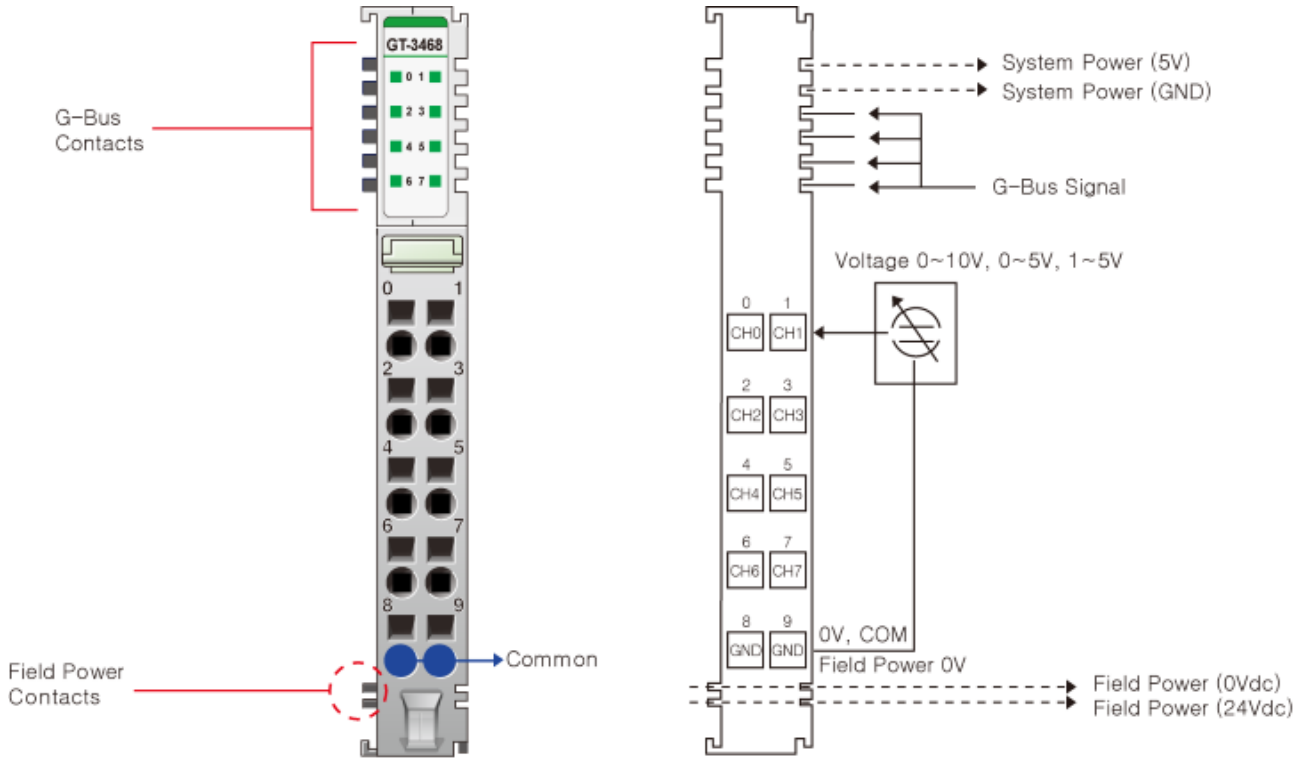 GT-3468
0 1
2 3
4 5
6 7
G-Bus
Contacts
0 1
2 3
4 5
6 7
8 9
Common
Field Power
Contacts
System Power (5V)
System Power (GND)
G-Bus Signal
Voltage 0~10V, 0~5V, 1~5V
0 1
CH0 CH1
2 3
CH2 CH3
4 5
CH4 CH5
6 7
CH6 CH7
8 9
GND GND
0V, COM
Field Power 0V
Field Power (0Vdc)
Field Power (24Vdc)